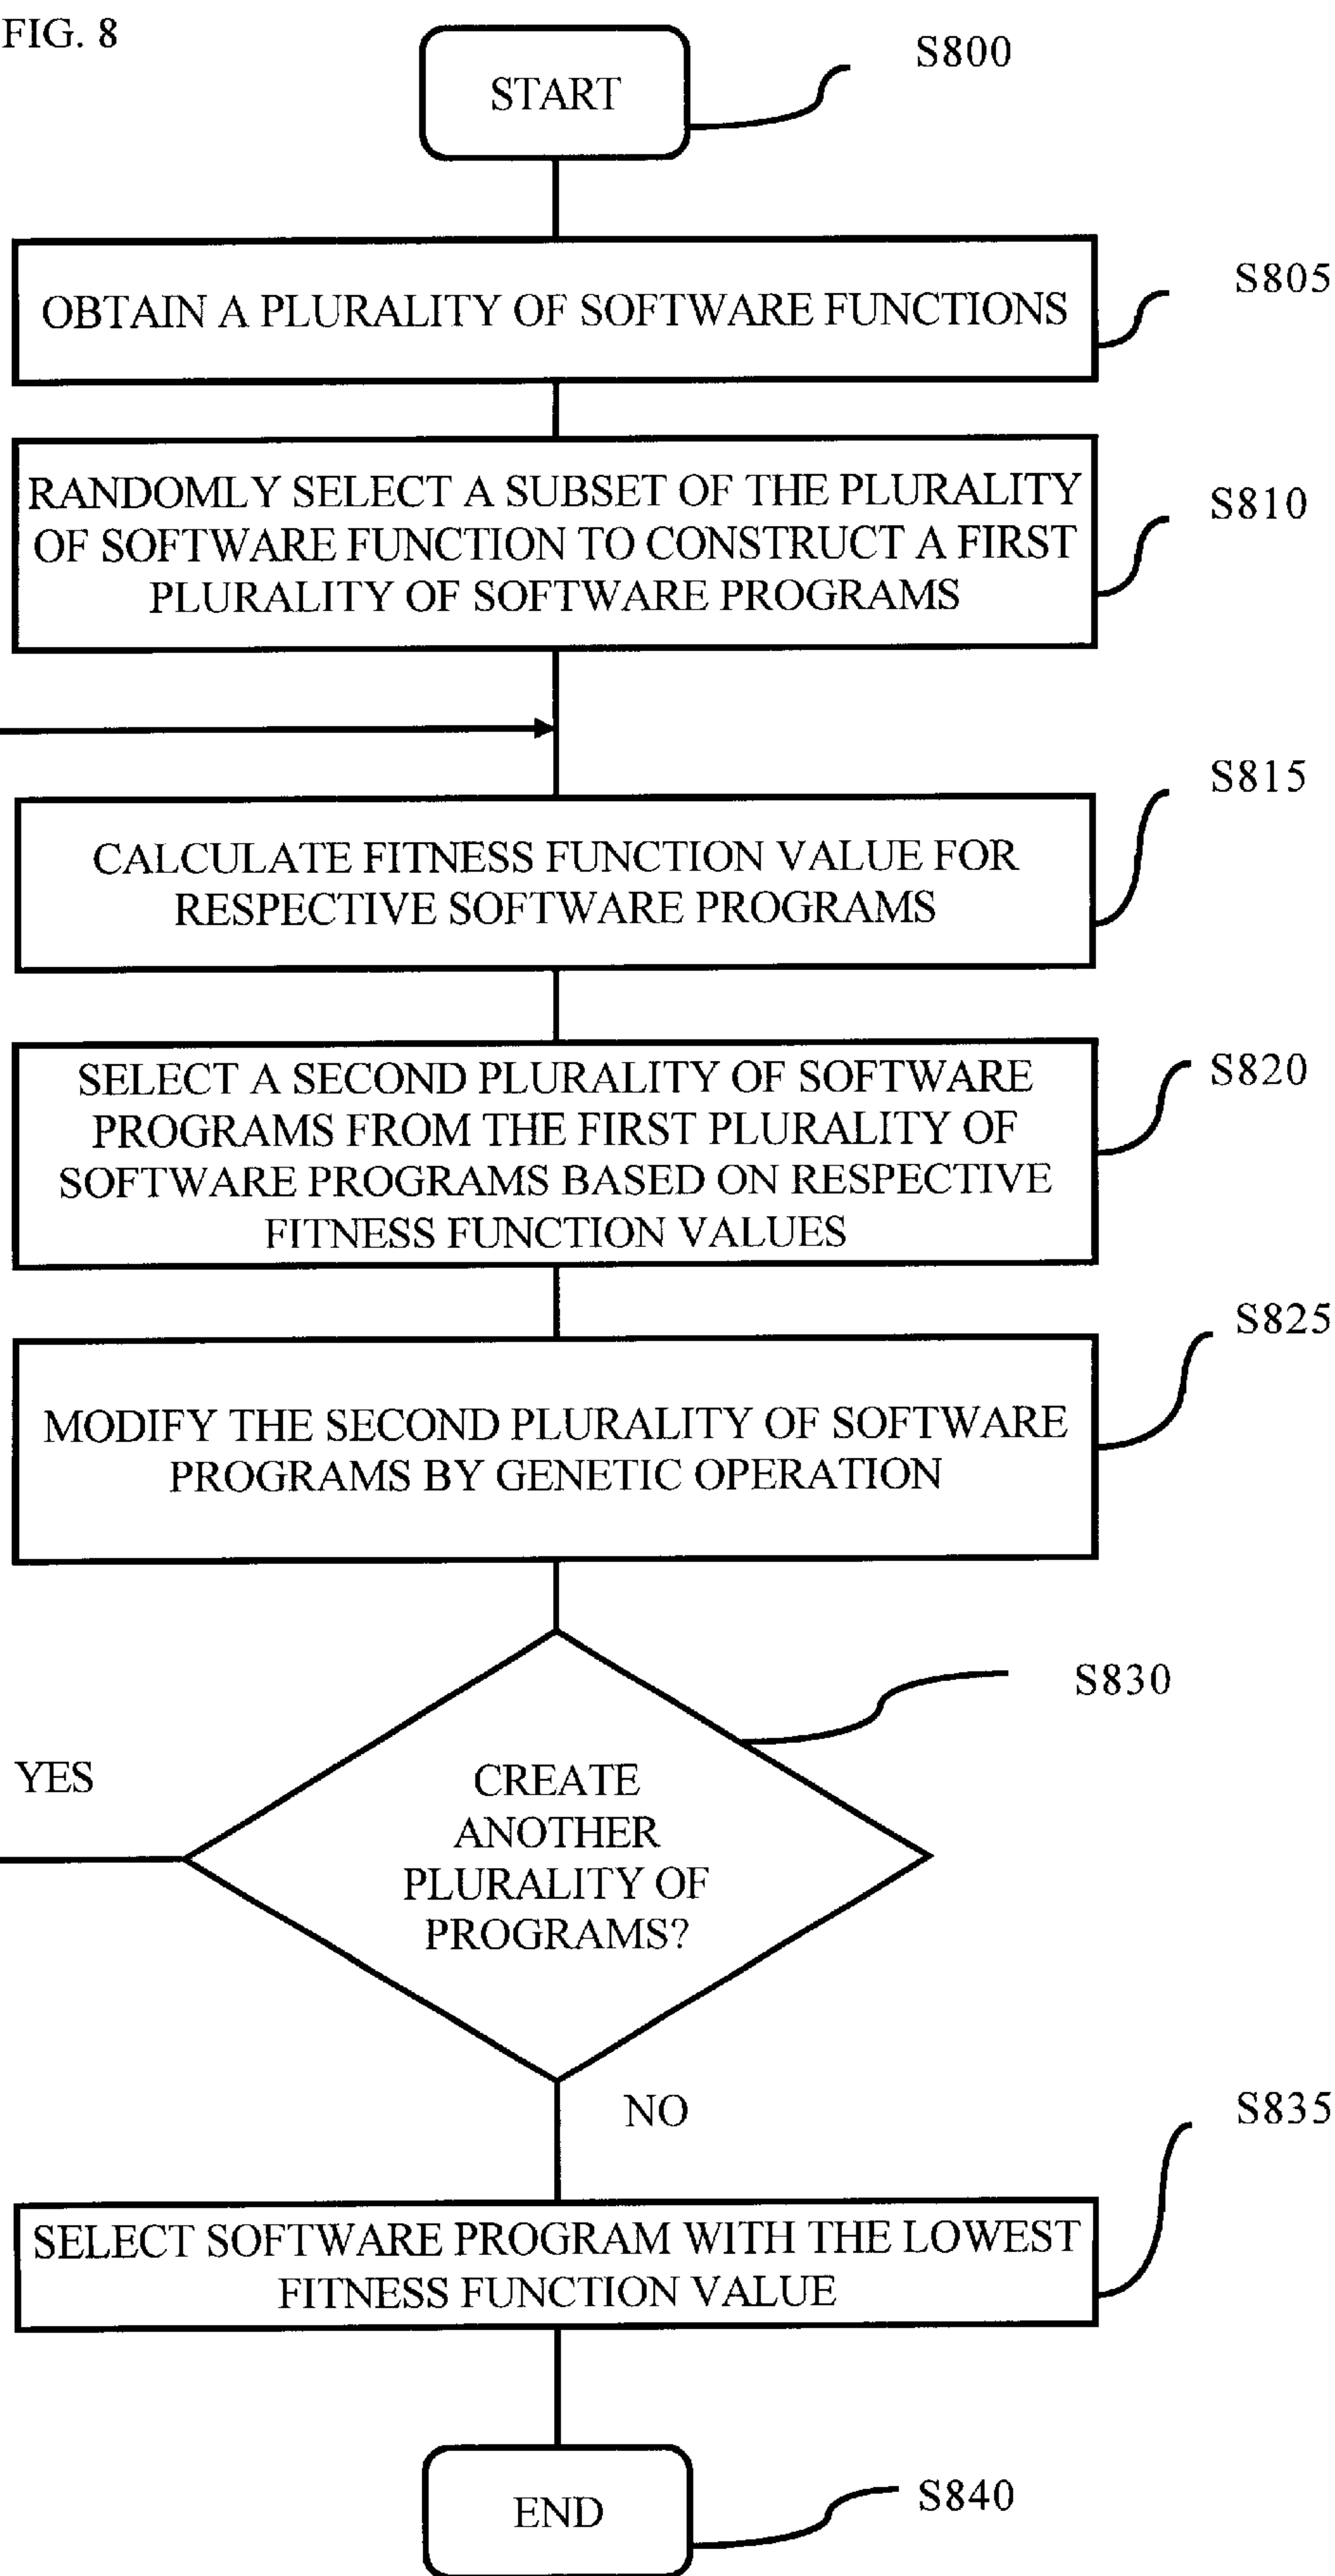 FIG. 8
START
S800
OBTAIN A PLURALITY OF SOFTWARE FUNCTIONS
S805
RANDOMLY SELECT A SUBSET OF THE PLURALITY
OF SOFTWARE FUNCTION TO CONSTRUCT A FIRST
PLURALITY OF SOFTWARE PROGRAMS
S810
CALCULATE FITNESS FUNCTION VALUE FOR
RESPECTIVE SOFTWARE PROGRAMS
S815
SELECT A SECOND PLURALITY OF SOFTWARE
PROGRAMS FROM THE FIRST PLURALITY OF
SOFTWARE PROGRAMS BASED ON RESPECTIVE
FITNESS FUNCTION VALUES
S820
MODIFY THE SECOND PLURALITY OF SOFTWARE
PROGRAMS BY GENETIC OPERATION
S825
CREATE
ANOTHER
PLURALITY OF
PROGRAMS?
S830
YES
NO
SELECT SOFTWARE PROGRAM WITH THE LOWEST
FITNESS FUNCTION VALUE
S835
END
S840